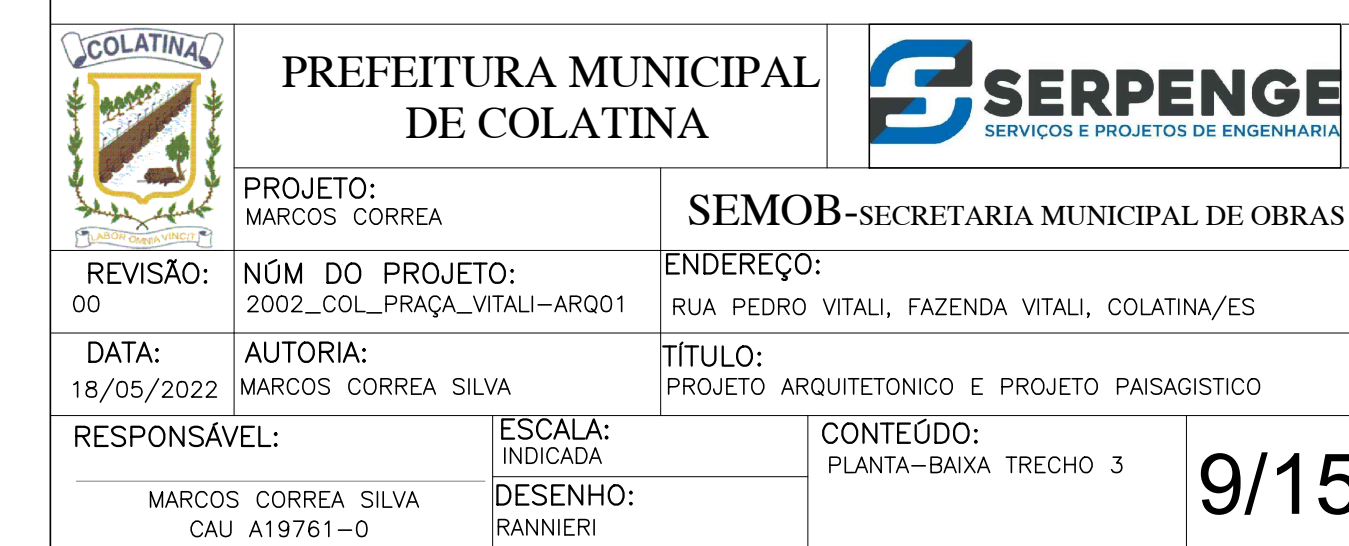 COLATINA
LABOR OMNIA VINCIT
PREFEITURA MUNICIPAL
DE COLATINA
SERPENGE
SERVIÇOS E PROJETOS DE ENGENHARIA
PROJETO:
MARCOS CORREA
SEMOB-SECRETARIA MUNICIPAL DE OBRAS
REVISÃO:
00
NÚM DO PROJETO:
2002_COL_PRAÇA_VITALI-ARQ01
ENDEREÇO:
RUA PEDRO VITALI, FAZENDA VITALI, COLATINA/ES
DATA:
18/05/2022
AUTORIA:
MARCOS CORREA SILVA
TÍTULO:
PROJETO ARQUITETONICO E PROJETO PAISAGISTICO
RESPONSÁVEL:
MARCOS CORREA SILVA
CAU A19761-0
ESCALA:
INDICADA
DESENHO:
RANNIERI
CONTEÚDO:
PLANTA-BAIXA TRECHO 3
9/15